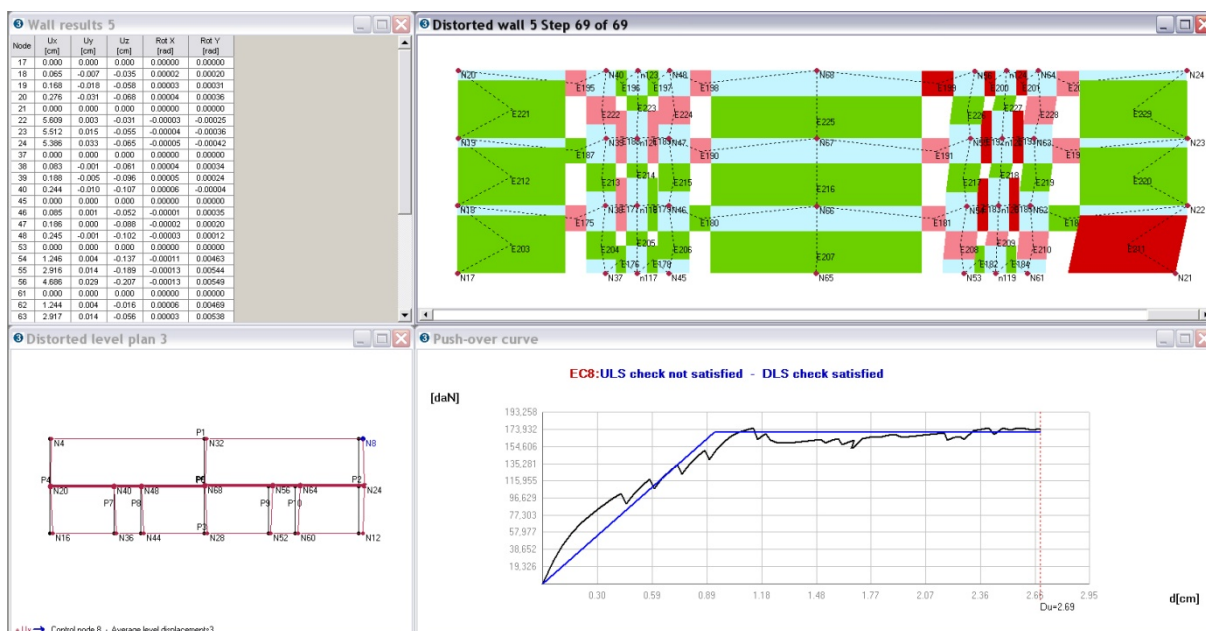 Wall results 5
Node Ux [cm] Uy [cm] Uz [cm] Rot X [rad] Rot Y [rad]
17 0.000 0.000 0.000 0.00000 0.00000
18 0.065 -0.007 -0.035 0.00002 0.00020
19 0.168 -0.018 -0.058 0.00003 0.00031
20 0.276 -0.031 -0.068 0.00004 0.00036
21 0.000 0.000 0.000 0.00000 0.00000
22 5.609 0.003 -0.031 -0.00003 -0.00025
23 5.512 0.015 -0.055 -0.00004 -0.00036
24 5.386 0.033 -0.065 -0.00005 -0.00042
37 0.000 0.000 0.000 0.00000 0.00000
38 0.083 -0.001 -0.061 0.00004 0.00034
39 0.188 -0.005 -0.096 0.00005 0.00024
40 0.244 -0.010 -0.107 0.00006 -0.00004
45 0.000 0.000 0.000 0.00000 0.00000
46 0.085 0.001 -0.052 -0.00001 0.00035
47 0.186 0.000 -0.088 -0.00002 0.00020
48 0.245 -0.001 -0.102 -0.00003 0.00012
53 0.000 0.000 0.000 0.00000 0.00000
54 1.246 0.004 -0.137 -0.00011 0.00463
55 2.916 0.014 -0.189 -0.00013 0.00544
56 4.686 0.029 -0.207 -0.00013 0.00549
61 0.000 0.000 0.000 0.00000 0.00000
62 1.244 0.004 -0.016 0.00006 0.00469
63 2.917 0.014 -0.056 0.00003 0.00538
Distorted wall 5 Step 69 of 69
N20 N40 n123 N48 N68 N56 n124 N64 N24
E195 E196 E197 E198 E199 E200 E201
E221 E222 E223 E224 E225 E226 E227 E228 E229
N19 N39 N47 N67 N63 N23
E187 E190 E191
E212 E213 E214 E215 E216 E217 E218 E219 E220
N18 N38 N46 N66 N54 N62 N22
E175 E180 E181
E203 E204 E205 E206 E207 E208 E209 E210
E176 E178 E182 E184
N17 N37 n117 N45 N65 N53 n119 N61 N21
Distorted level plan 3
P1
N4 N32 N8
P4 P2
N20 N40 N48 N68 N56 N64 N24
P7 P8 P9 P10
P3
N16 N36 N44 N28 N52 N60 N12
Ux Control node 8 - Average level displacements3
Push-over curve
EC8:ULS check not satisfied - DLS check satisfied
[daN]
193.258
173.932
154.606
135.281
115.955
96.629
77.303
57.977
38.652
19.326
0.30 0.59 0.89 1.18 1.48 1.77 2.07 2.36 2.66 2.95
d[cm]
Du=2.69